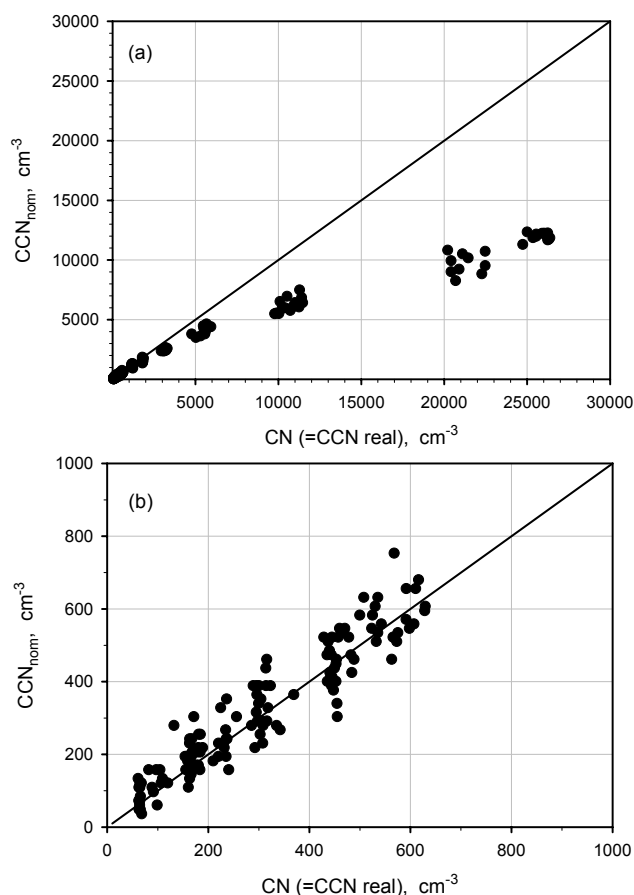 30000
(a)
25000
20000
15000
10000
5000
CCNnom, cm-3
5000 10000 15000 20000 25000 30000
CN (=CCN real), cm-3
1000
(b)
800
600
400
200
0
CCNnom, cm-3
0 200 400 600 800 1000
CN (=CCN real), cm-3